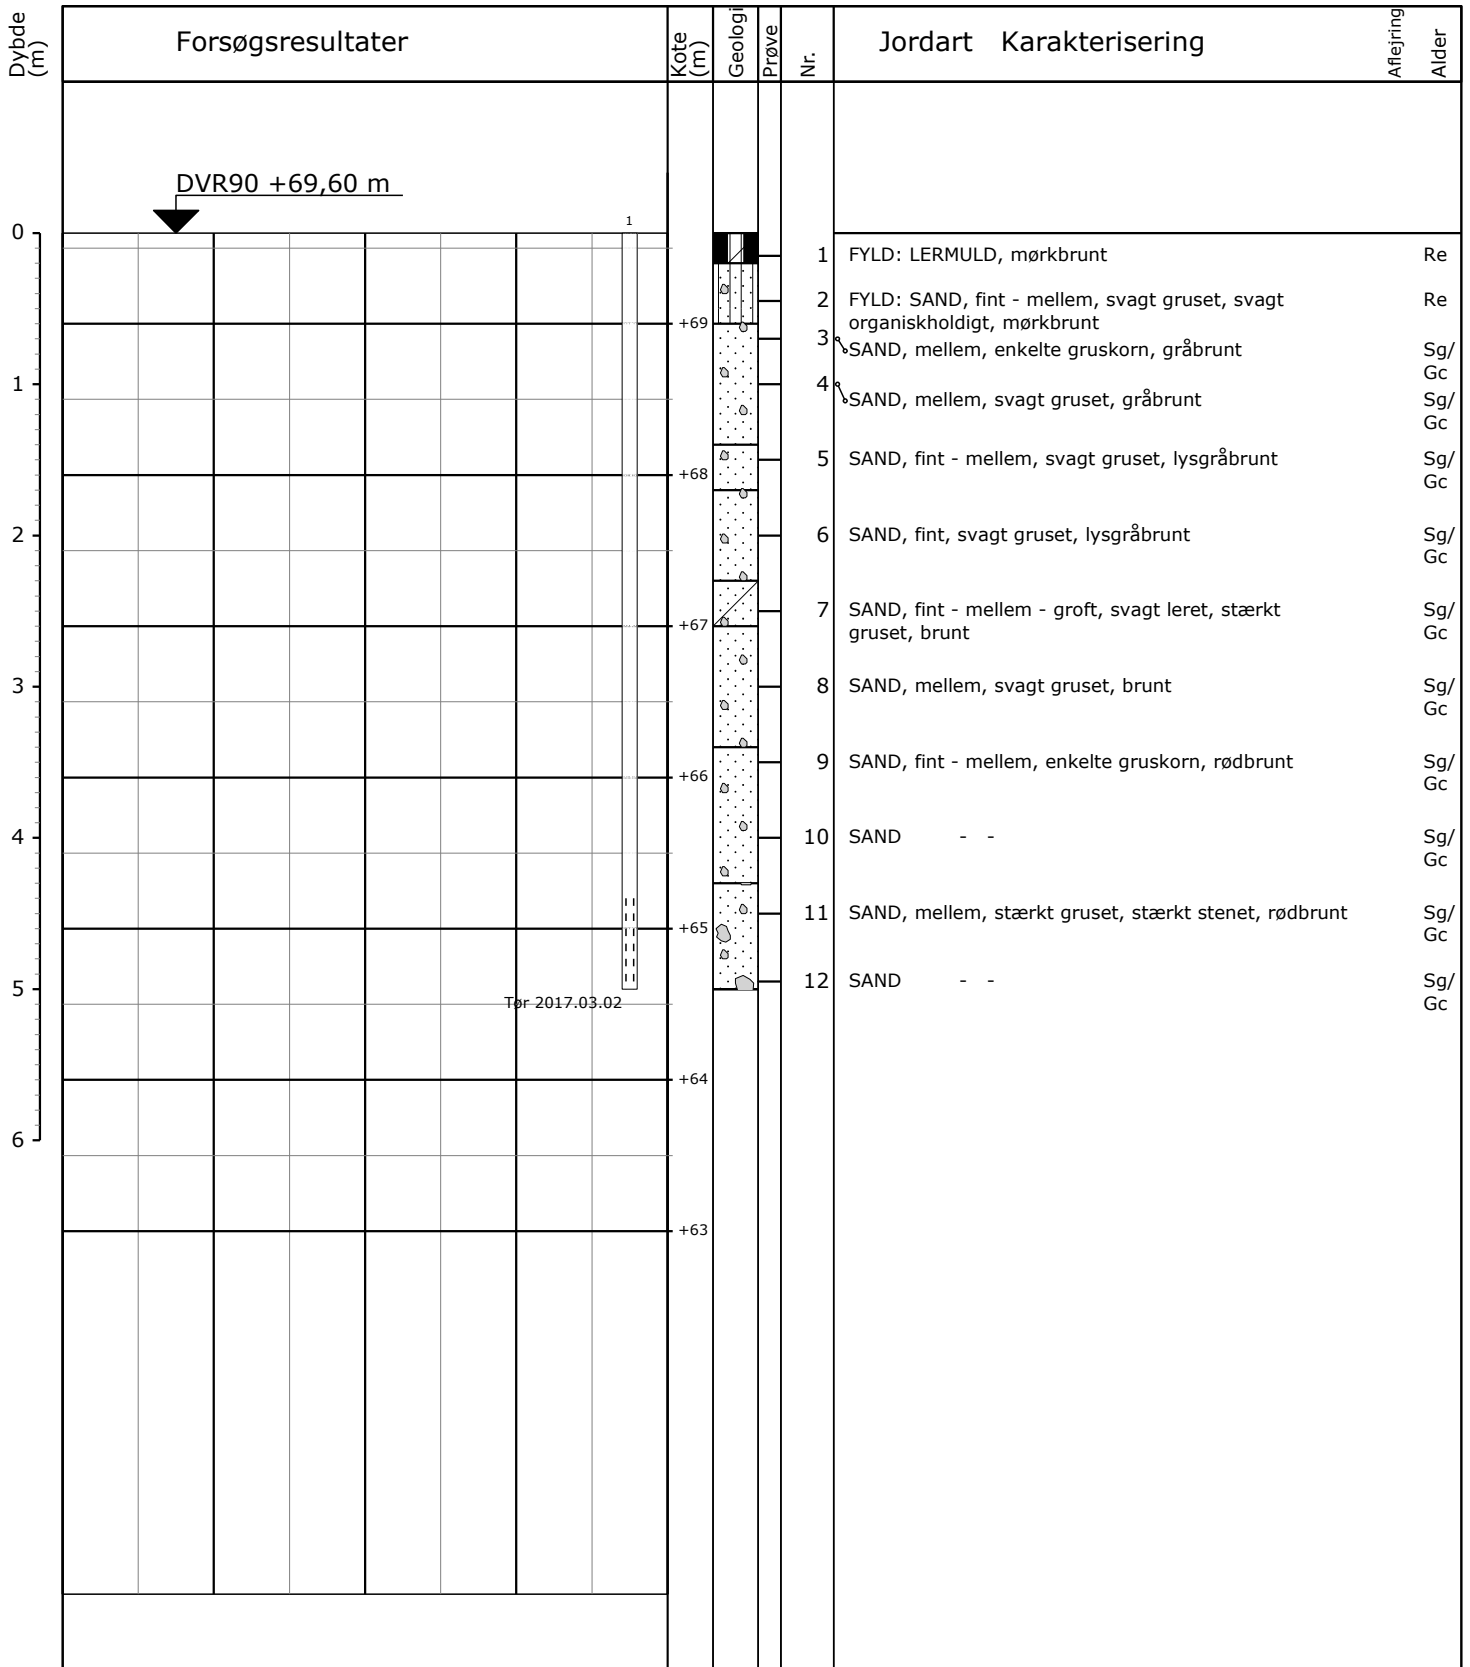 Dybde
(m)
Forsøgsresultater
Kote
(m)
Geologi
Prøve
Nr.
Jordart Karakterisering
Aflejring
Alder
DVR90 +69,60 m
1
0
1 FYLD: LERMULD, mørkbrunt Re
2 FYLD: SAND, fint - mellem, svagt gruset, svagt Re
organiskholdigt, mørkbrunt
+69
3 SAND, mellem, enkelte gruskorn, gråbrunt Sg/
Gc
1
4 SAND, mellem, svagt gruset, gråbrunt Sg/
Gc
5 SAND, fint - mellem, svagt gruset, lysgråbrunt Sg/
Gc
+68
2
6 SAND, fint, svagt gruset, lysgråbrunt Sg/
Gc
7 SAND, fint - mellem - groft, svagt leret, stærkt Sg/
gruset, brunt Gc
+67
3
8 SAND, mellem, svagt gruset, brunt Sg/
Gc
9 SAND, fint - mellem, enkelte gruskorn, rødbrunt Sg/
Gc
+66
4
10 SAND - - Sg/
Gc
11 SAND, mellem, stærkt gruset, stærkt stenet, rødbrunt Sg/
Gc
+65
5
12 SAND - - Sg/
Gc
Tør 2017.03.02
+64
6
+63